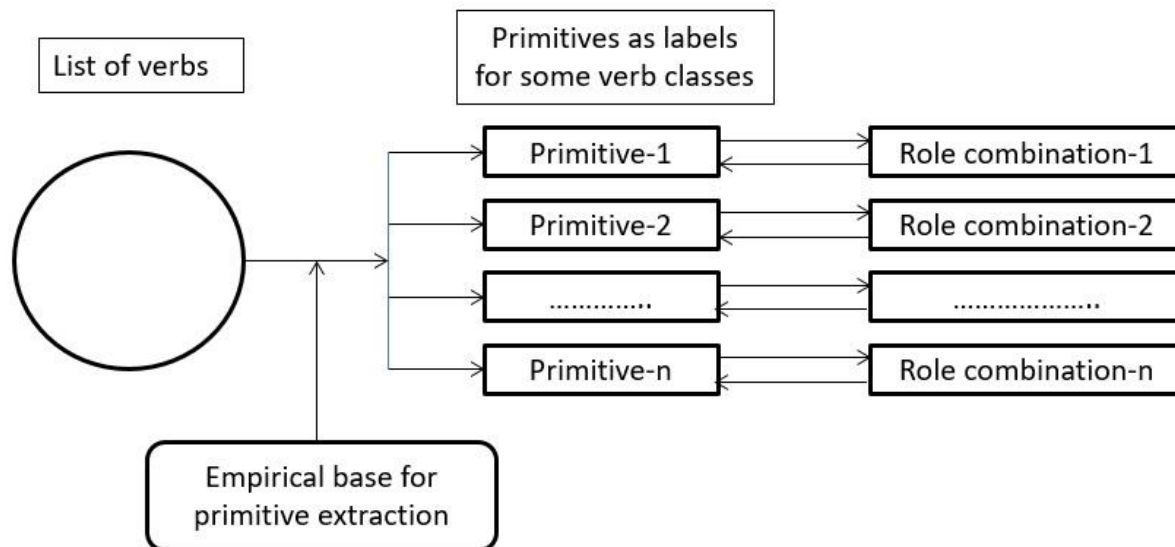 List of verbs
Primitives as labels
for some verb classes
Primitive-1
Role combination-1
Primitive-2
Role combination-2
…………..
………………..
Primitive-n
Role combination-n
Empirical base for
primitive extraction